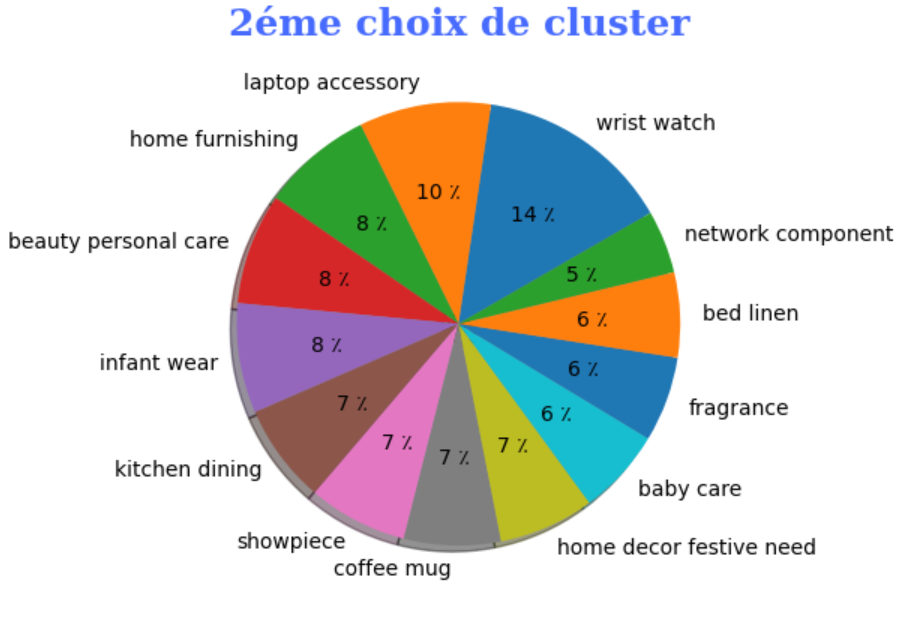 2éme choix de cluster
laptop accessory
wrist watch
home furnishing
10 %
14 %
8 %
network component
beauty personal care
5 %
8 %
bed linen
6 %
infant wear
8 %
6 %
fragrance
7 %
6 %
kitchen dining
7 %
7 %
7 %
baby care
showpiece
home decor festive need
coffee mug